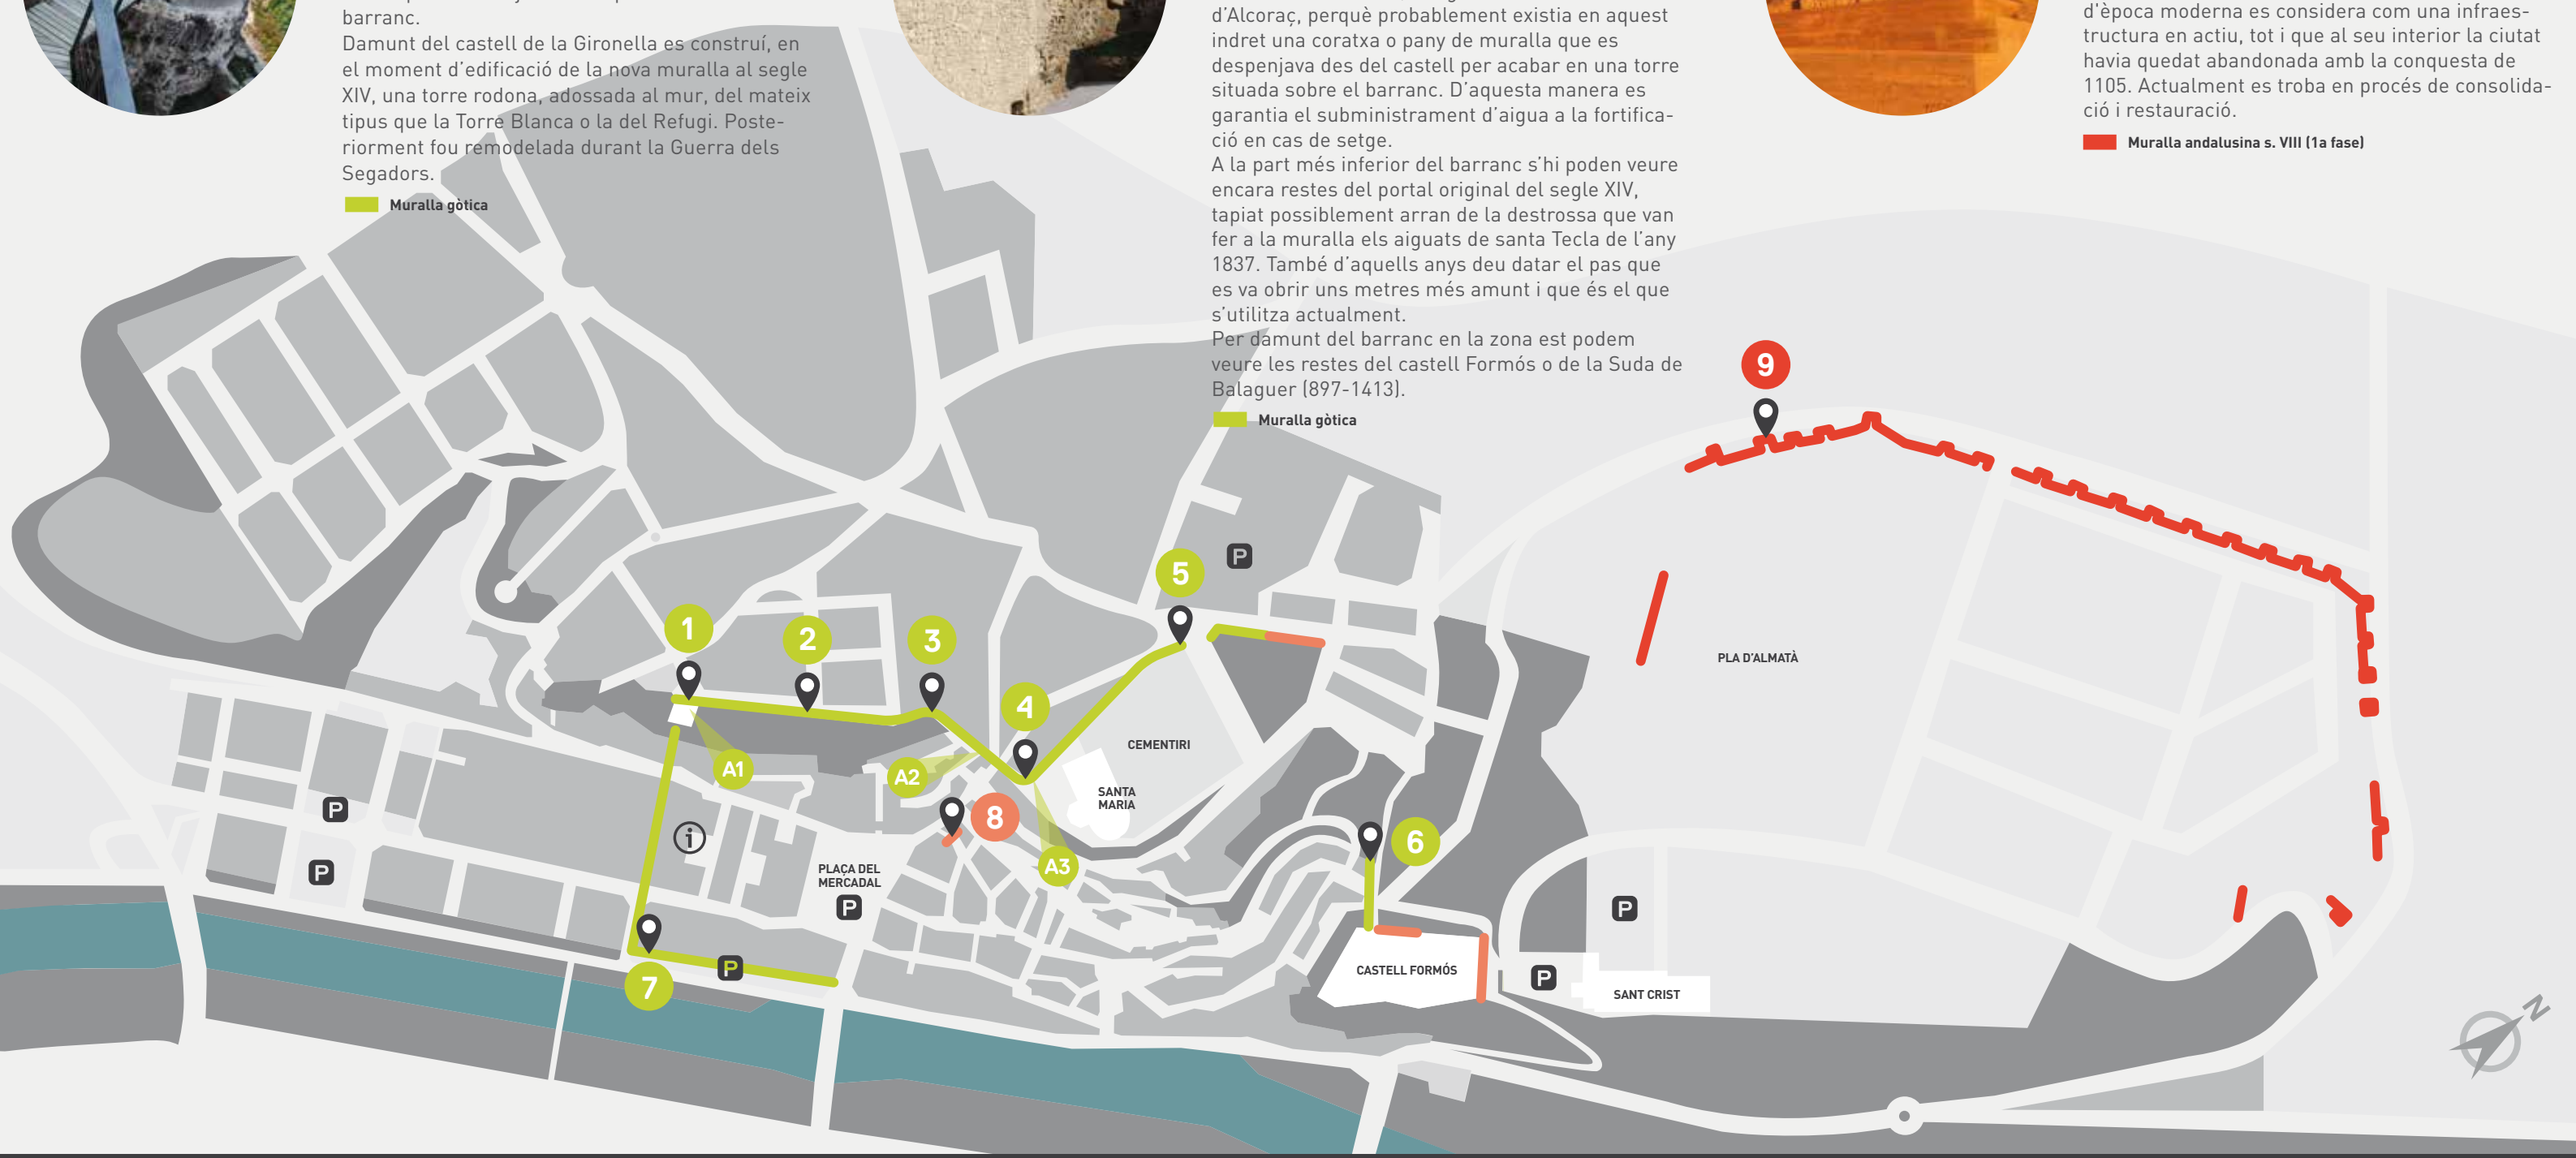 barranc.
Damunt del castell de la Gironella es construí, en
el moment d'edificació de la nova muralla al segle
XIV, una torre rodona, adossada al mur, del mateix
tipus que la Torre Blanca o la del Refugi. Poste-
riorment fou remodelada durant la Guerra dels
Segadors.
Muralla gòtica
d'Alcoraç, perquè probablement existia en aquest
indret una coratxa o pany de muralla que es
despenjava des del castell per acabar en una torre
situada sobre el barranc. D'aquesta manera es
garantia el subministrament d'aigua a la fortifica-
ció en cas de setge.
A la part més inferior del barranc s'hi poden veure
encara restes del portal original del segle XIV,
tapiat possiblement arran de la destrossa que van
fer a la muralla els aiguats de santa Tecla de l'any
1837. També d'aquells anys deu datar el pas que
es va obrir uns metres més amunt i que és el que
s'utilitza actualment.
Per damunt del barranc en la zona est podem
veure les restes del castell Formós o de la Suda de
Balaguer (897-1413).
Muralla gòtica
d'època moderna es considera com una infraes-
tructura en actiu, tot i que al seu interior la ciutat
havia quedat abandonada amb la conquesta de
1105. Actualment es troba en procés de consolida-
ció i restauració.
Muralla andalusina s. VIII (1a fase)
9
5
P
1
2
3
PLA D'ALMATÀ
4
CEMENTIRI
A1
A2
SANTA
MARIA
P
8
i
6
P
PLAÇA DEL
MERCADAL
A3
P
P
P
7
CASTELL FORMÓS
P
SANT CRIST
N